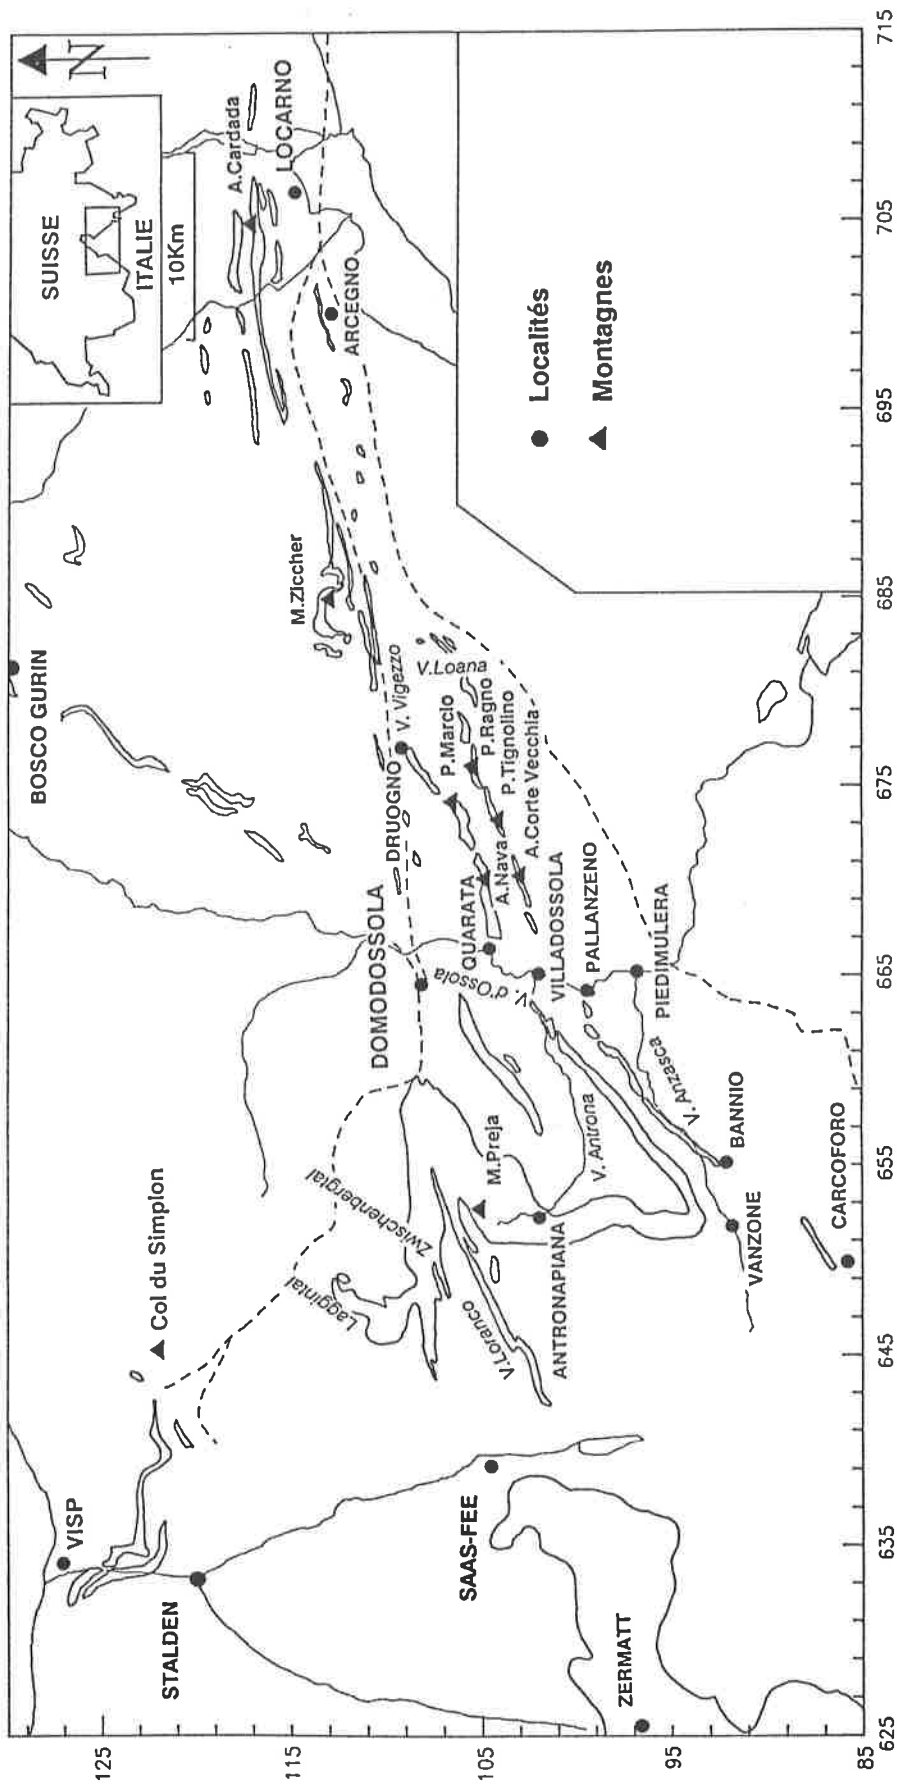 N
SUISSE
ITALIE
10Km
A.Cardada
LOCARNO
ARCEGNO
BOSCO GURIN
M.Ziccher
V.Loana
V. Vigezzo
DRUOGNO
P.Marcio
P.Ragno
P.Tignolino
A.Corte Vecchia
A.Nava
QUARATA
DOMODOSSOLA
V. d'Ossola
VILLADOSSOLA
PALLANZENO
PIEDIMULERA
V. Anzasca
BANNIO
VANZONE
CARCOFORO
V. Antrona
M.Preja
ANTRONAPIANA
V.Loranco
Zwischenbergtal
Laggintal
Col du Simplon
VISP
STALDEN
SAAS-FEE
ZERMATT
Localités
Montagnes
125
115
105
95
85
625
635
645
655
665
675
685
695
705
715